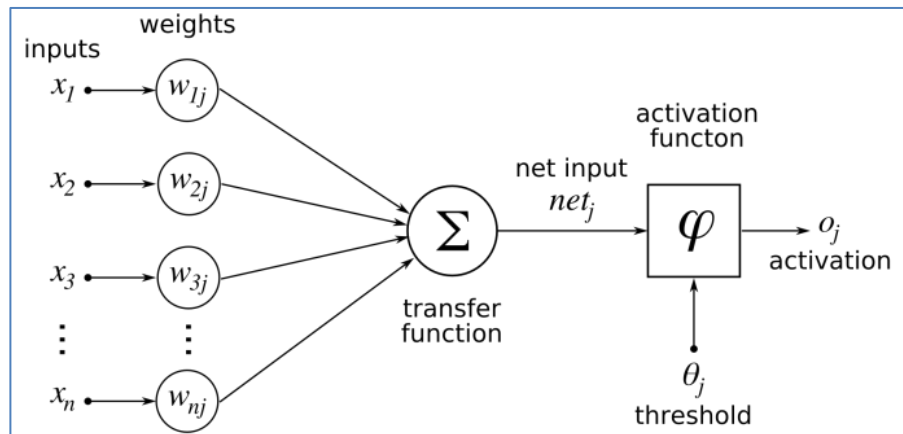 weights
inputs
x₁
w₁ⱼ
x₂
w₂ⱼ
x₃
w₃ⱼ
⋮
⋮
xₙ
wₙⱼ
Σ
transfer
function
net input
netⱼ
activation
functon
φ
oⱼ
activation
θⱼ
threshold